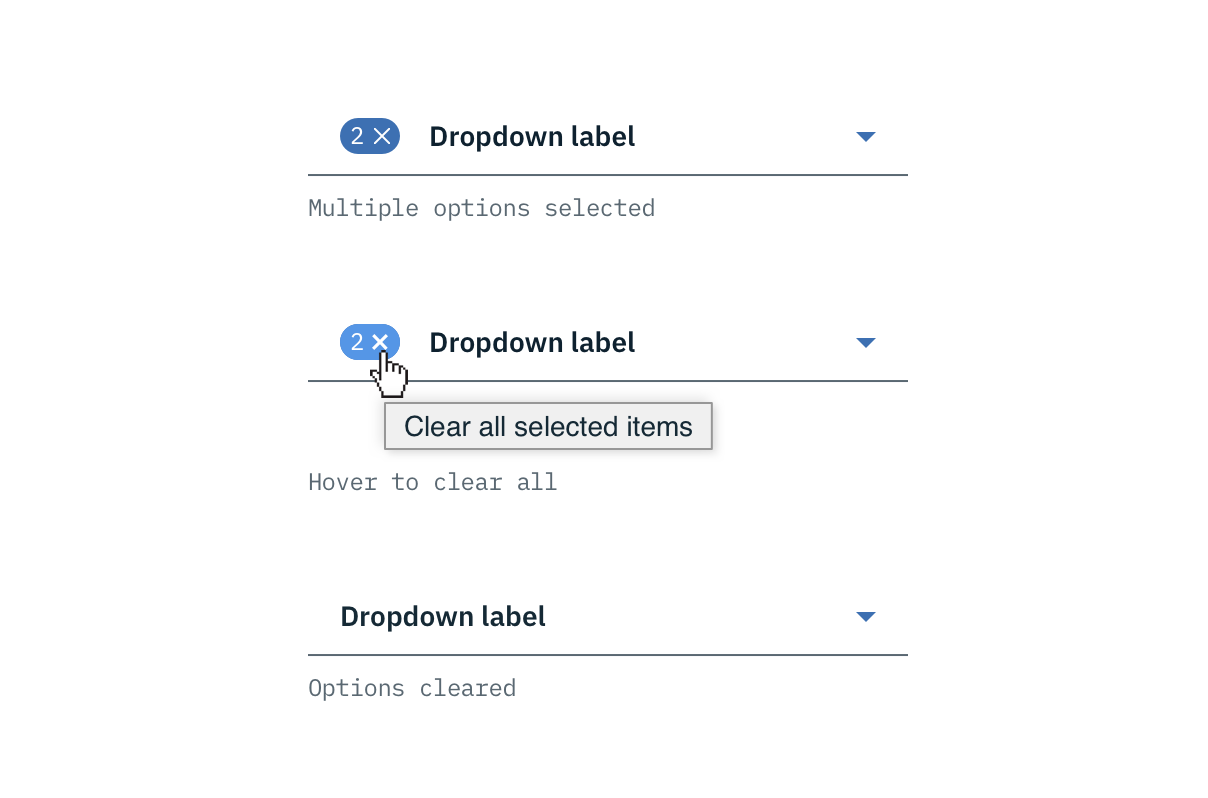 2 Dropdown label
Multiple options selected
2 Dropdown label
Clear all selected items
Hover to clear all
Dropdown label
Options cleared